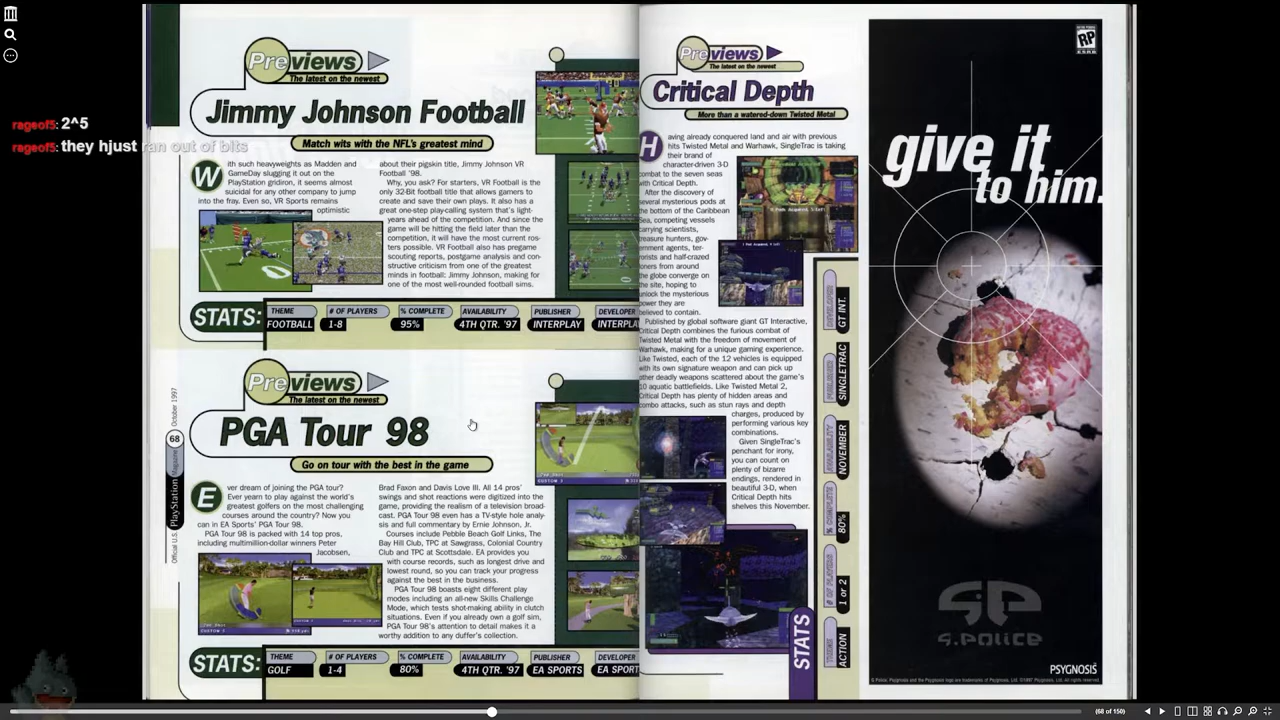 rageof5: 2^5
rageof5: they hjust ran out of bits
Previews
The latest on the newest
Jimmy Johnson Football
Match wits with the NFL's greatest mind
With such heavyweights as Madden and
GameDay slugging it out on the
PlayStation gridiron, it seems almost
suicidal for any other company to jump
into the fray. Even so, VR Sports remains
optimistic
about their pigskin title, Jimmy Johnson VR
Football '98.
Why, you ask? For starters, VR Football is the
only 32-Bit football title that allows gamers to
create and save their own plays. It also has a
great one-step play-calling system that's light-
years ahead of the competition. And since the
game will be hitting the field later than the
competition, it will have the most current ros-
ters possible. VR Football also has pregame
scouting reports, postgame analysis and con-
structive criticism from one of the greatest
minds in football: Jimmy Johnson, making for
one of the most well-rounded football sims.
STATS:
THEME
FOOTBALL
# OF PLAYERS
1-8
% COMPLETE
95%
AVAILABILITY
4TH QTR. '97
PUBLISHER
INTERPLAY
DEVELOPER
INTERPLA
Previews
The latest on the newest
PGA Tour 98
Go on tour with the best in the game
Ever dream of joining the PGA tour?
Ever yearn to play against the world's
greatest golfers on the most challenging
courses around the country? Now you
can in EA Sports' PGA Tour 98.
PGA Tour 98 is packed with 14 top pros,
including multimillion-dollar winners Peter
Jacobsen,
Brad Faxon and Davis Love III. All 14 pros'
swings and shot reactions were digitized into the
game, providing the realism of a television broad-
cast. PGA Tour 98 even has a TV-style hole analy-
sis and full commentary by Ernie Johnson, Jr.
Courses include Pebble Beach Golf Links, The
Bay Hill Club, TPC at Sawgrass, Colonial Country
Club and TPC at Scottsdale. EA provides you
with course records, such as longest drive and
lowest round, so you can track your progress
against the best in the business.
PGA Tour 98 boasts eight different play
modes including an all-new Skills Challenge
Mode, which tests shot-making ability in clutch
situations. Even if you already own a golf sim,
PGA Tour 98's attention to detail makes it a
worthy addition to any duffer's collection.
STATS:
THEME
GOLF
# OF PLAYERS
1-4
% COMPLETE
80%
AVAILABILITY
4TH QTR. '97
PUBLISHER
EA SPORTS
DEVELOPER
EA SPORT
Official U.S. PlayStation Magazine 68 October 1997
Previews
The latest on the newest
Critical Depth
More than a watered-down Twisted Metal
Having already conquered land and air with previous
hits Twisted Metal and Warhawk, SingleTrac is taking
their brand of
character-driven 3-D
combat to the seven seas
with Critical Depth.
After the discovery of
several mysterious pods at
the bottom of the Caribbean
Sea, competing vessels
carrying scientists,
treasure hunters, gov-
ernment agents, ter-
rorists and half-crazed
loners from around
the globe converge on
the site, hoping to
unlock the mysterious
power they are
believed to contain.
Published by global software giant GT Interactive,
Critical Depth combines the furious combat of
Twisted Metal with the freedom of movement of
Warhawk, making for a unique gaming experience.
Like Twisted, each of the 12 vehicles is equipped
with its own signature weapon and can pick up
other deadly weapons scattered about the game's
10 aquatic battlefields. Like Twisted Metal 2,
Critical Depth has plenty of hidden areas and
combo attacks, such as stun rays and depth
charges, produced by
performing various key
combinations.
Given SingleTrac's
penchant for irony,
you can count on
plenty of bizarre
endings, rendered in
beautiful 3-D, when
Critical Depth hits
shelves this November.
STATS
THEME
ACTION
# OF PLAYERS
1 or 2
% COMPLETE
80%
AVAILABILITY
NOVEMBER
PUBLISHER
SINGLETRAC
DEVELOPER
GT INT.
RP
give it
to him.
G.POLICE
PSYGNOSIS
(68 of 150)